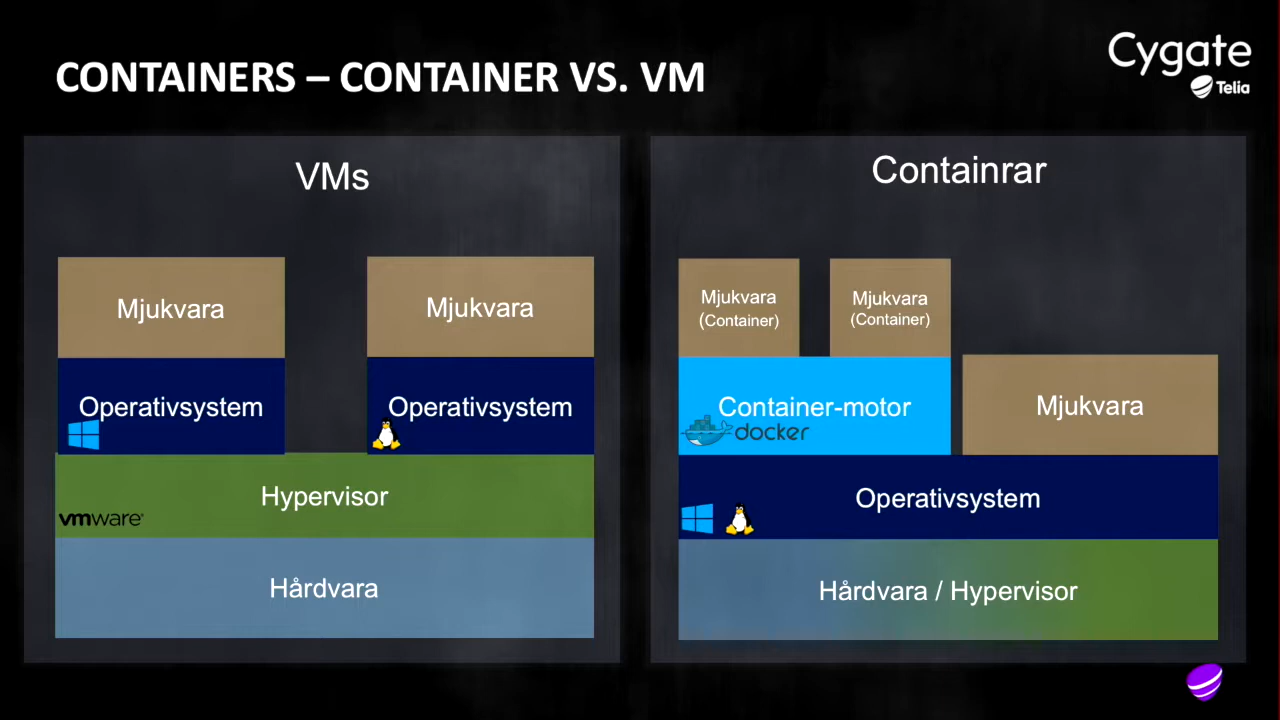 CONTAINERS – CONTAINER VS. VM
Cygate
Telia
VMs
Mjukvara
Mjukvara
Operativsystem
Operativsystem
Hypervisor
vmware®
Hårdvara
Containrar
Mjukvara
(Container)
Mjukvara
(Container)
Container-motor
docker
Mjukvara
Operativsystem
Hårdvara / Hypervisor